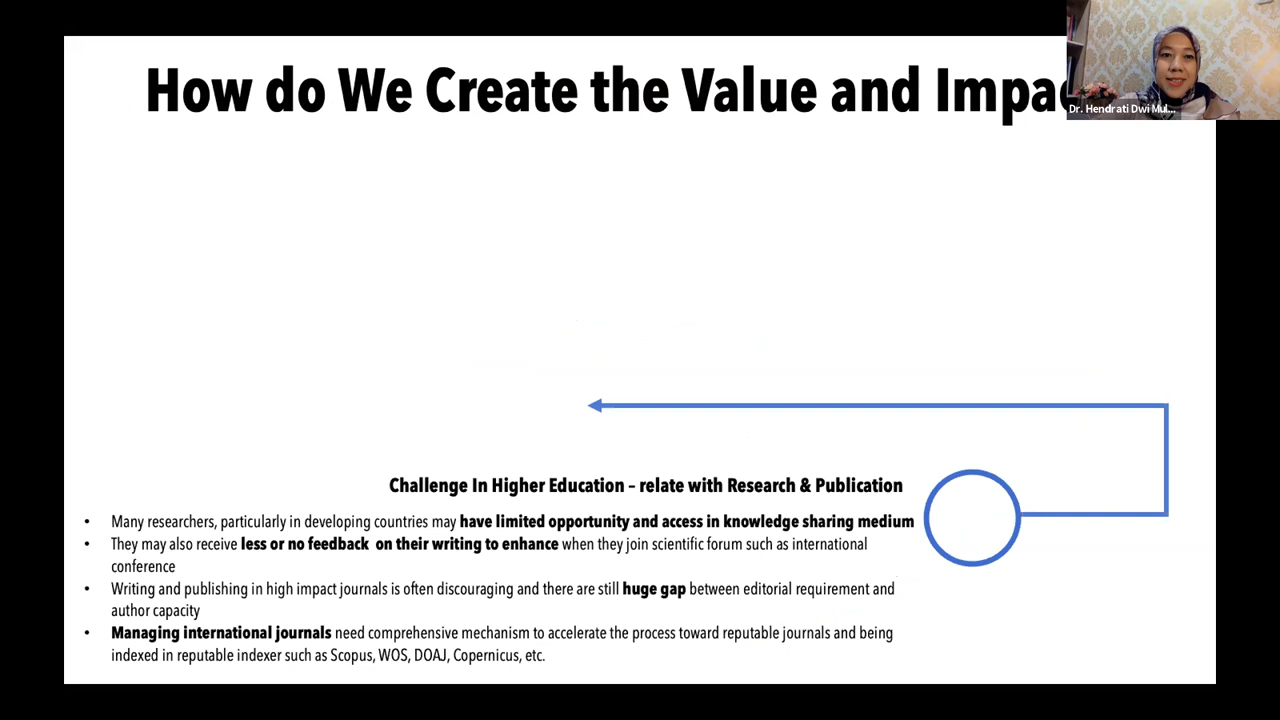 How do We Create the Value and Impac
Dr. Hendrati Dwi Mul...
Challenge In Higher Education – relate with Research & Publication
• Many researchers, particularly in developing countries may have limited opportunity and access in knowledge sharing medium
• They may also receive less or no feedback on their writing to enhance when they join scientific forum such as international
conference
• Writing and publishing in high impact journals is often discouraging and there are still huge gap between editorial requirement and
author capacity
• Managing international journals need comprehensive mechanism to accelerate the process toward reputable journals and being
indexed in reputable indexer such as Scopus, WOS, DOAJ, Copernicus, etc.